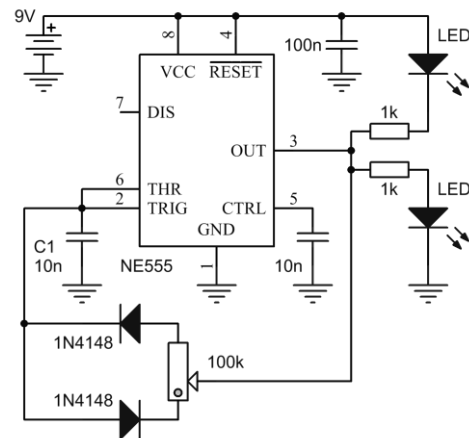 9V
+
8
4
100n
LED
VCC
RESET
7
DIS
1k
3
OUT
1k
LED
6
THR
2
TRIG
CTRL
5
GND
C1
10n
NE555
1
10n
1N4148
100k
1N4148